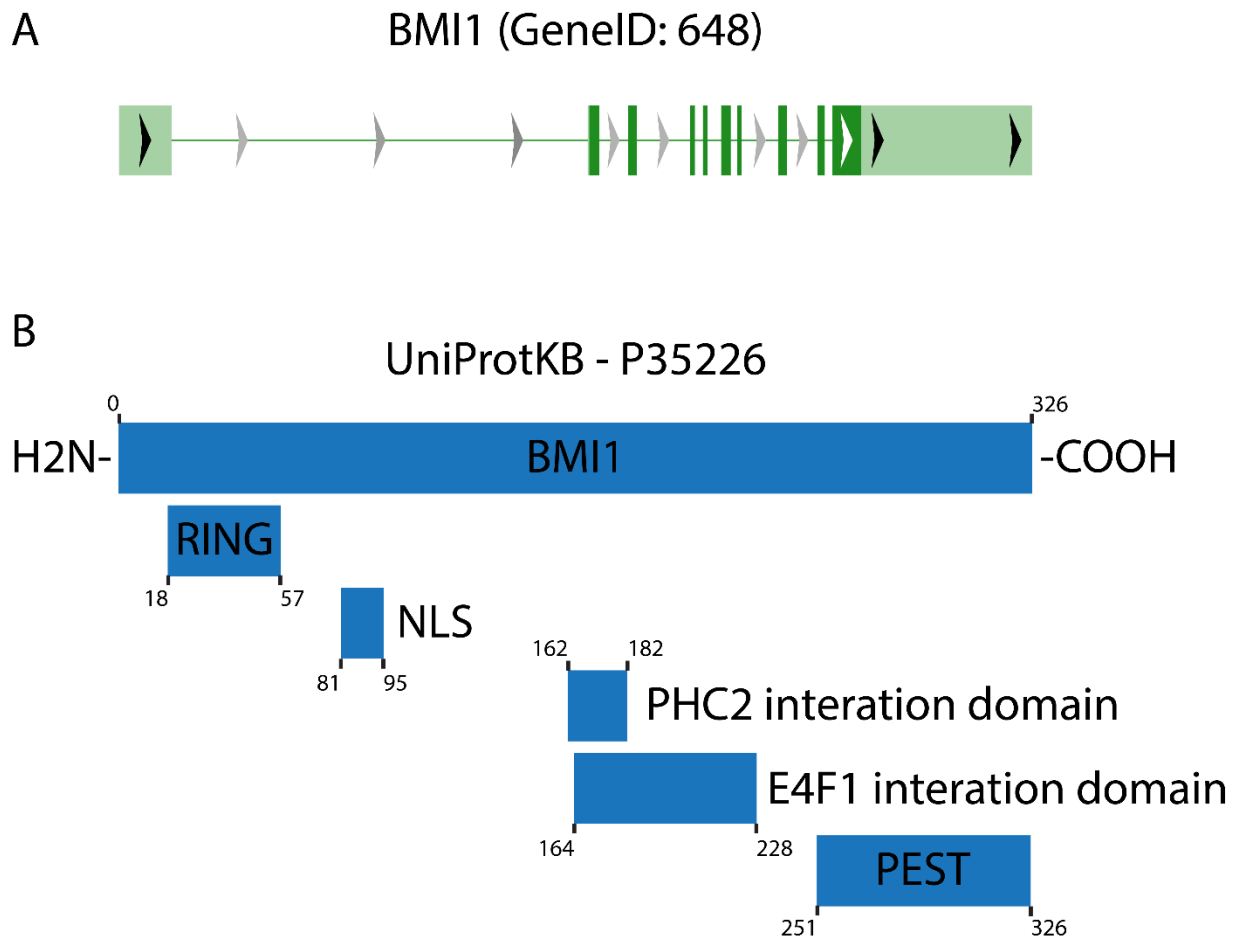 A
BMI1 (GeneID: 648)
B
UniProtKB - P35226
0
326
H2N-
BMI1
-COOH
RING
18
57
NLS
81
95
162
182
PHC2 interation domain
E4F1 interation domain
164
228
PEST
251
326